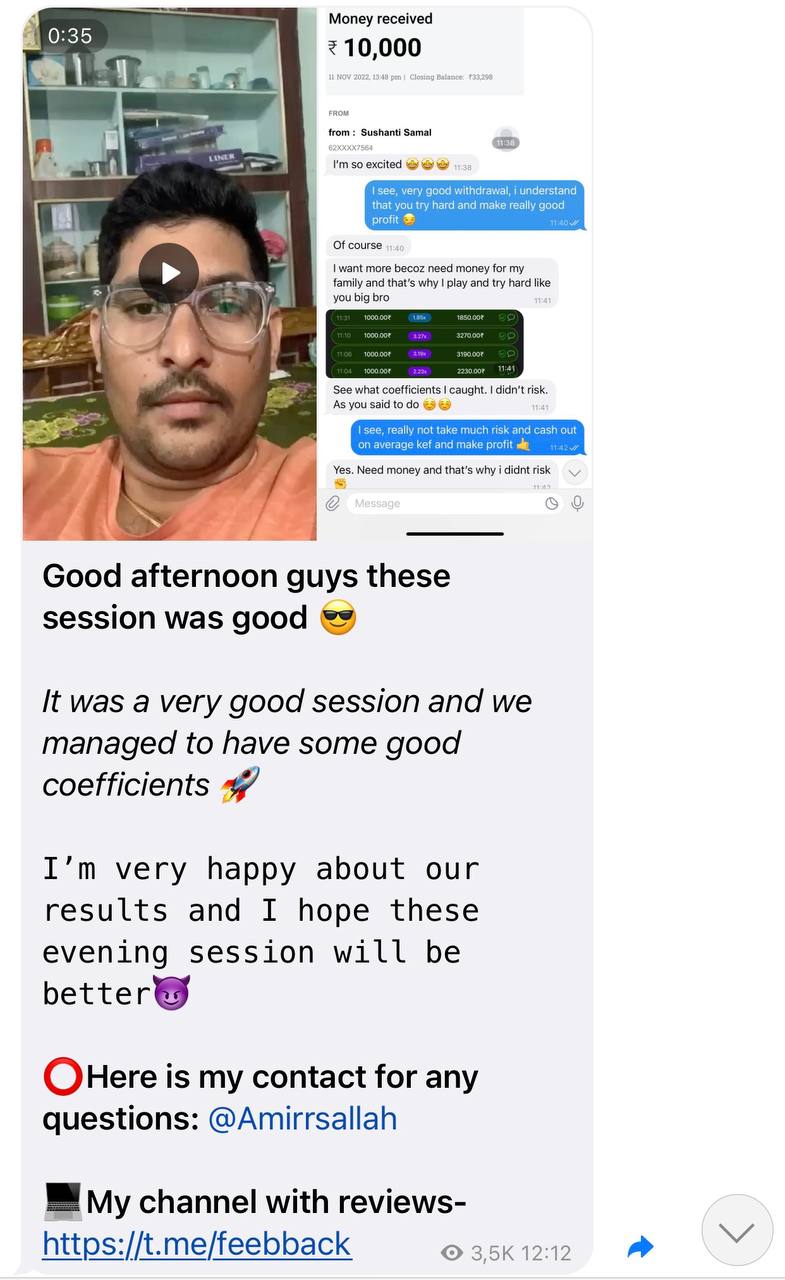 0:35
LINER
Money received
₹ 10,000
11 NOV 2022, 13:48 pm | Closing Balance: ₹33,298
FROM
from : Sushanti Samal
62XXXX7564
11:38
I'm so excited 🤩🤩🤩 11:38
I see, very good withdrawal, i understand
that you try hard and make really good
profit 😏
11:40
Of course 11:40
I want more becoz need money for my
family and that's why I play and try hard like
you big bro
11:41
11:31 1000.00₹ 1.85x 1850.00₹
11:10 1000.00₹ 3.27x 3270.00₹
11:06 1000.00₹ 3.19x 3190.00₹
11:04 1000.00₹ 2.23x 2230.00₹
11:41
See what coefficients I caught. I didn't risk.
As you said to do ☺️☺️
11:41
I see, really not take much risk and cash out
on average kef and make profit 🤙
11:42
Yes. Need money and that's why i didnt risk
✊
Message
Good afternoon guys these
session was good 😎
It was a very good session and we
managed to have some good
coefficients 🚀
I'm very happy about our
results and I hope these
evening session will be
better😈
⭕Here is my contact for any
questions: @Amirrsallah
💻My channel with reviews-
https://t.me/feebback
3,5K 12:12